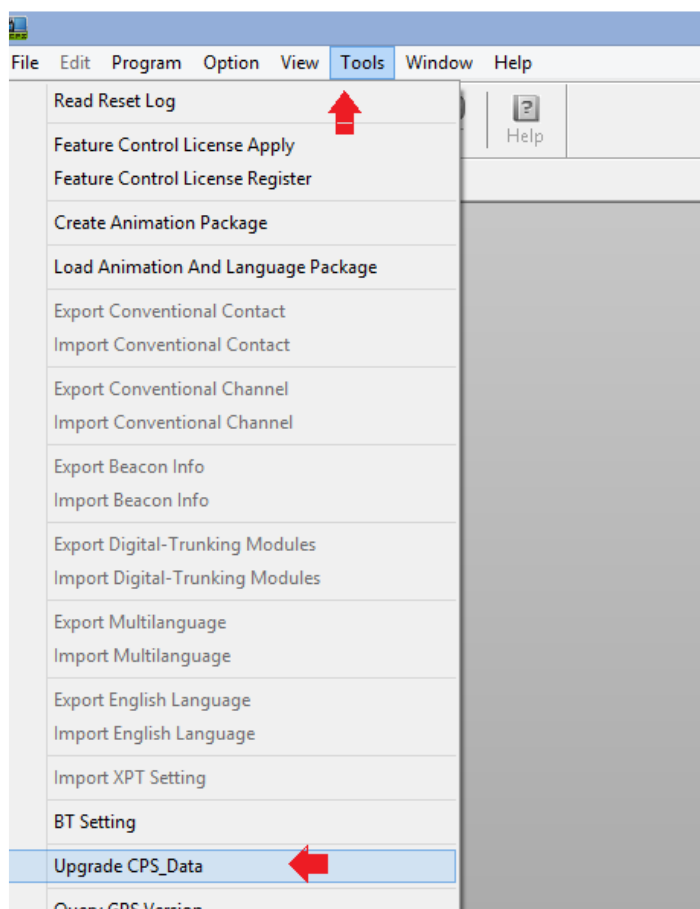 CPS
File Edit Program Option View Tools Window Help
Read Reset Log
Help
Feature Control License Apply
Feature Control License Register
Create Animation Package
Load Animation And Language Package
Export Conventional Contact
Import Conventional Contact
Export Conventional Channel
Import Conventional Channel
Export Beacon Info
Import Beacon Info
Export Digital-Trunking Modules
Import Digital-Trunking Modules
Export Multilanguage
Import Multilanguage
Export English Language
Import English Language
Import XPT Setting
BT Setting
Upgrade CPS_Data